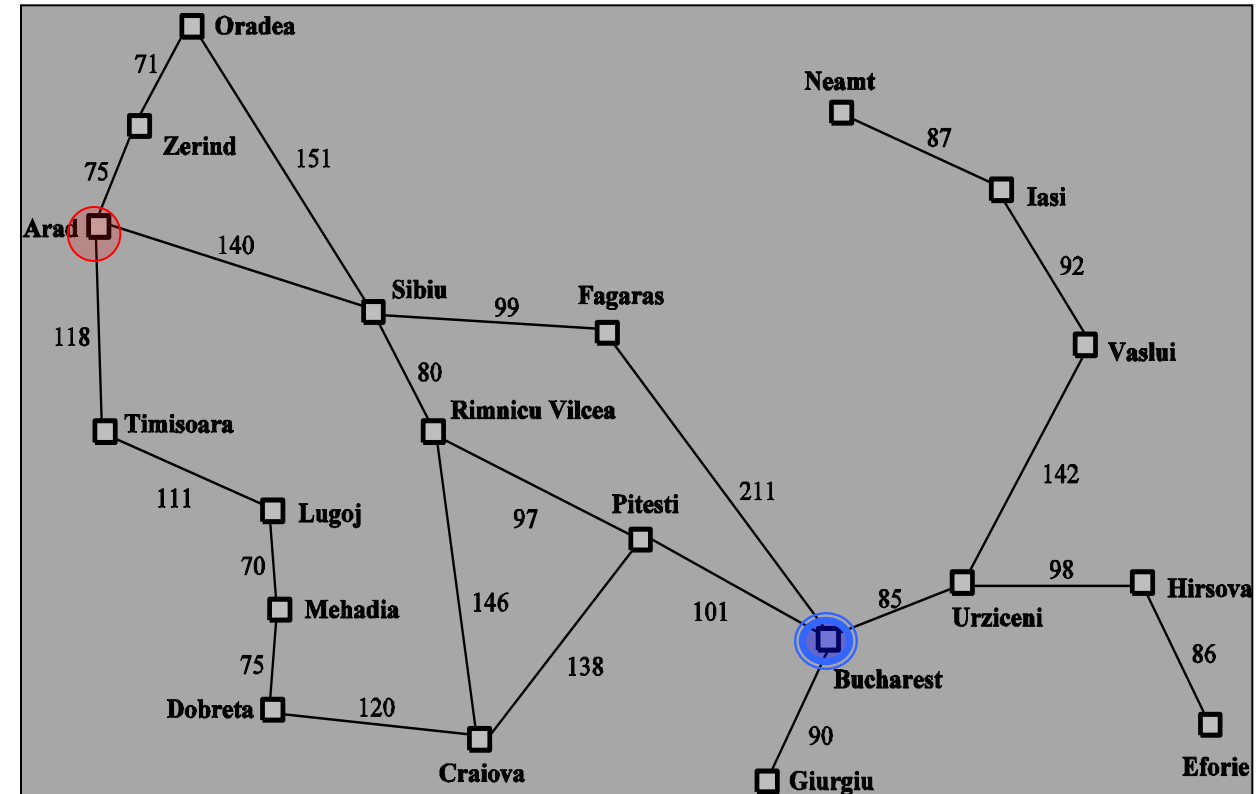 Oradea
71
Neamt
Zerind
87
151
75
Iasi
Arad
140
92
Sibiu
Fagaras
99
118
Vaslui
80
Rimnicu Vilcea
Timisoara
142
211
111
Pitesti
Lugoj
97
70
98
Hirsova
85
146
Mehadia
101
Urziceni
86
75
138
Bucharest
Dobreta
120
90
Eforie
Craiova
Giurgiu